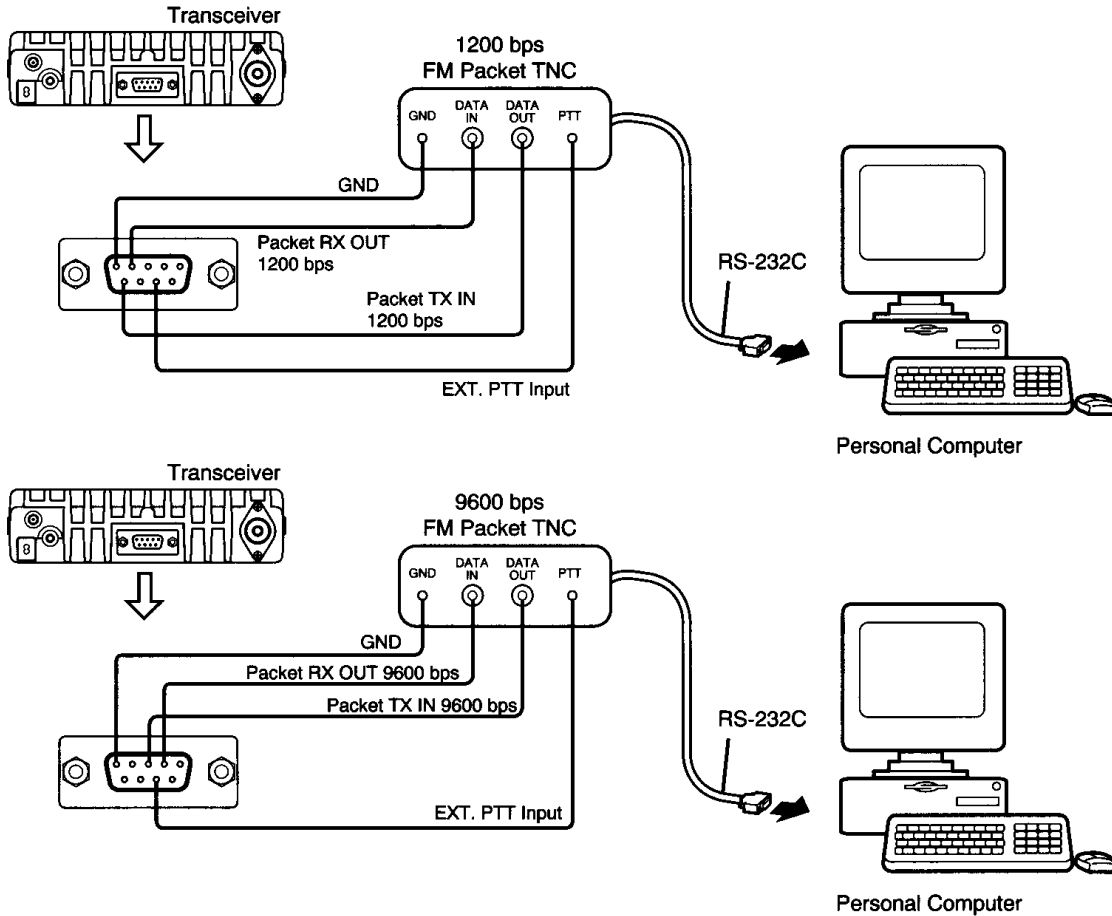 Transceiver
1200 bps
FM Packet TNC
GND
DATA
IN
DATA
OUT
PTT
GND
Packet RX OUT
1200 bps
Packet TX IN
1200 bps
EXT. PTT Input
RS-232C
Personal Computer
Transceiver
9600 bps
FM Packet TNC
GND
DATA
IN
DATA
OUT
PTT
GND
Packet RX OUT 9600 bps
Packet TX IN 9600 bps
EXT. PTT Input
RS-232C
Personal Computer